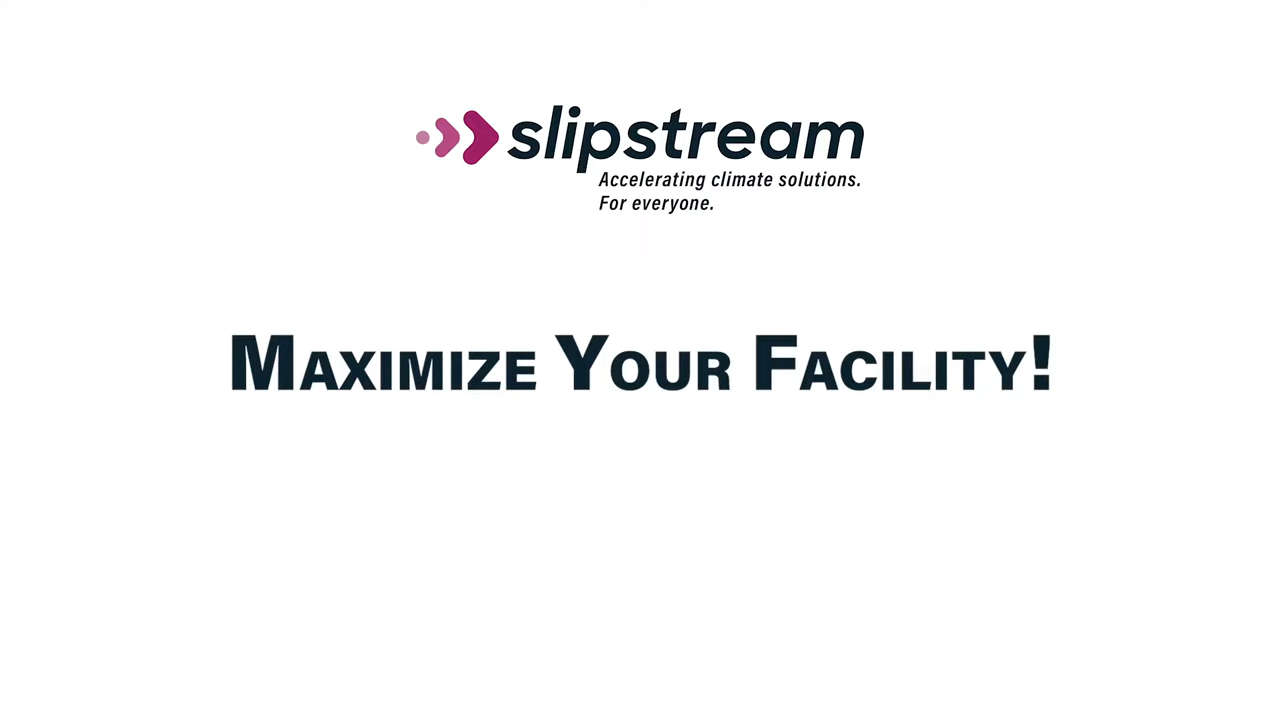 slipstream
Accelerating climate solutions.
For everyone.
Maximize Your Facility!